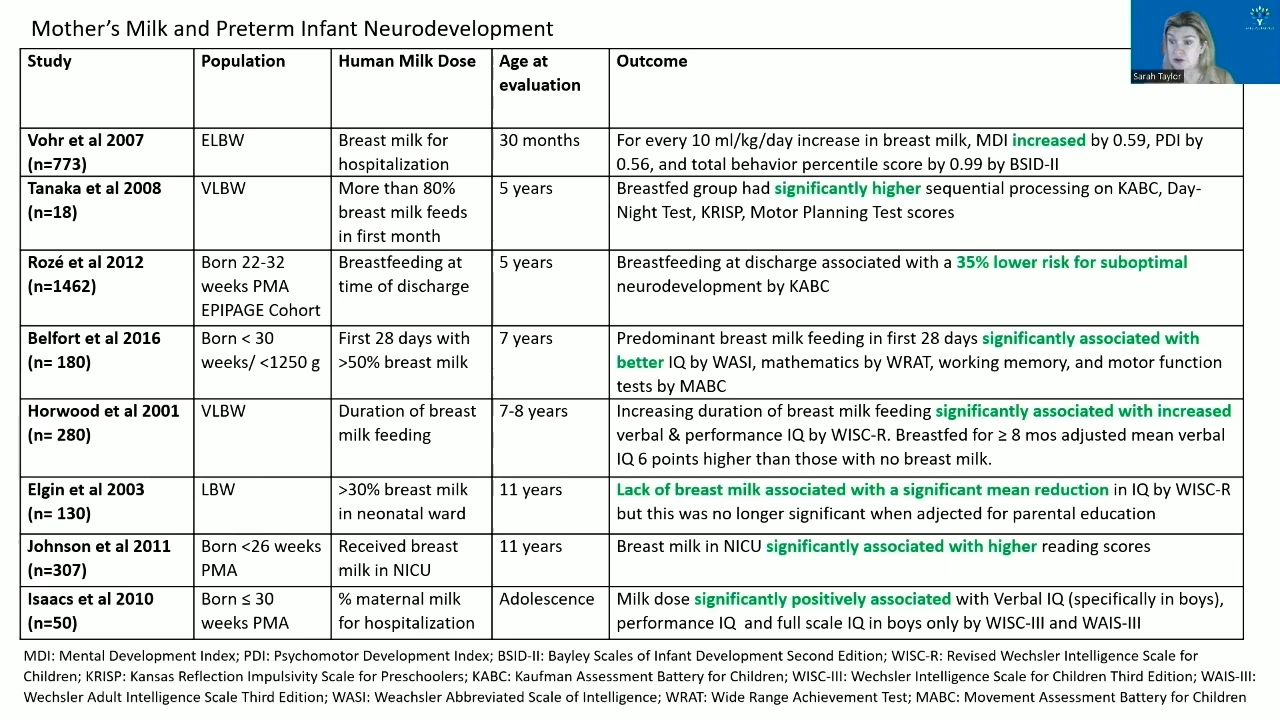 Mother's Milk and Preterm Infant Neurodevelopment
Sarah Taylor
Study
Population
Human Milk Dose
Age at
evaluation
Outcome
Vohr et al 2007
(n=773)
ELBW
Breast milk for
hospitalization
30 months
For every 10 ml/kg/day increase in breast milk, MDI increased by 0.59, PDI by
0.56, and total behavior percentile score by 0.99 by BSID-II
Tanaka et al 2008
(n=18)
VLBW
More than 80%
breast milk feeds
in first month
5 years
Breastfed group had significantly higher sequential processing on KABC, Day-
Night Test, KRISP, Motor Planning Test scores
Rozé et al 2012
(n=1462)
Born 22-32
weeks PMA
EPIPAGE Cohort
Breastfeeding at
time of discharge
5 years
Breastfeeding at discharge associated with a 35% lower risk for suboptimal
neurodevelopment by KABC
Belfort et al 2016
(n= 180)
Born < 30
weeks/ <1250 g
First 28 days with
>50% breast milk
7 years
Predominant breast milk feeding in first 28 days significantly associated with
better IQ by WASI, mathematics by WRAT, working memory, and motor function
tests by MABC
Horwood et al 2001
(n= 280)
VLBW
Duration of breast
milk feeding
7-8 years
Increasing duration of breast milk feeding significantly associated with increased
verbal & performance IQ by WISC-R. Breastfed for ≥ 8 mos adjusted mean verbal
IQ 6 points higher than those with no breast milk.
Elgin et al 2003
(n= 130)
LBW
>30% breast milk
in neonatal ward
11 years
Lack of breast milk associated with a significant mean reduction in IQ by WISC-R
but this was no longer significant when adjected for parental education
Johnson et al 2011
(n=307)
Born <26 weeks
PMA
Received breast
milk in NICU
11 years
Breast milk in NICU significantly associated with higher reading scores
Isaacs et al 2010
(n=50)
Born ≤ 30
weeks PMA
% maternal milk
for hospitalization
Adolescence
Milk dose significantly positively associated with Verbal IQ (specifically in boys),
performance IQ and full scale IQ in boys only by WISC-III and WAIS-III
MDI: Mental Development Index; PDI: Psychomotor Development Index; BSID-II: Bayley Scales of Infant Development Second Edition; WISC-R: Revised Wechsler Intelligence Scale for
Children; KRISP: Kansas Reflection Impulsivity Scale for Preschoolers; KABC: Kaufman Assessment Battery for Children; WISC-III: Wechsler Intelligence Scale for Children Third Edition; WAIS-III:
Wechsler Adult Intelligence Scale Third Edition; WASI: Weachsler Abbreviated Scale of Intelligence; WRAT: Wide Range Achievement Test; MABC: Movement Assessment Battery for Children